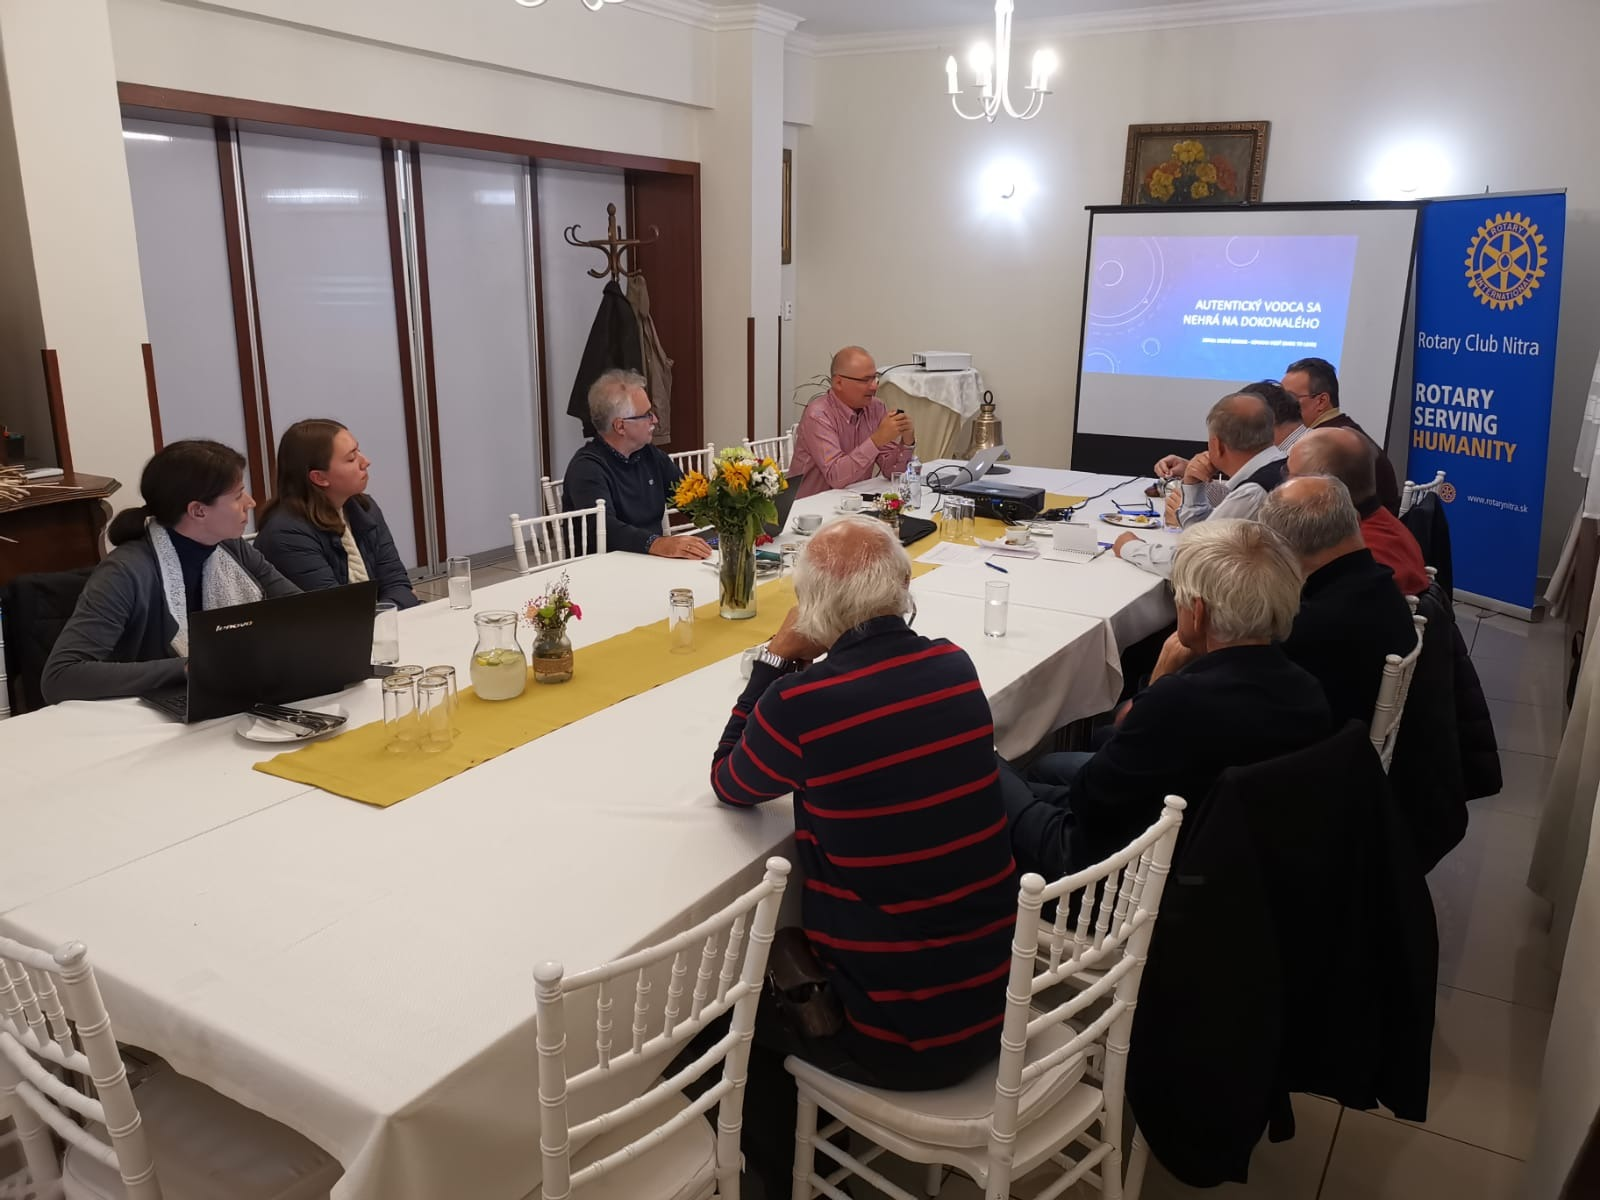 AUTENTICKÝ VODCA SA
NEHRÁ NA DOKONALÉHO
ROTARY
INTERNATIONAL
Rotary Club Nitra
ROTARY
SERVING
HUMANITY
www.rotarynitra.sk
lenovo